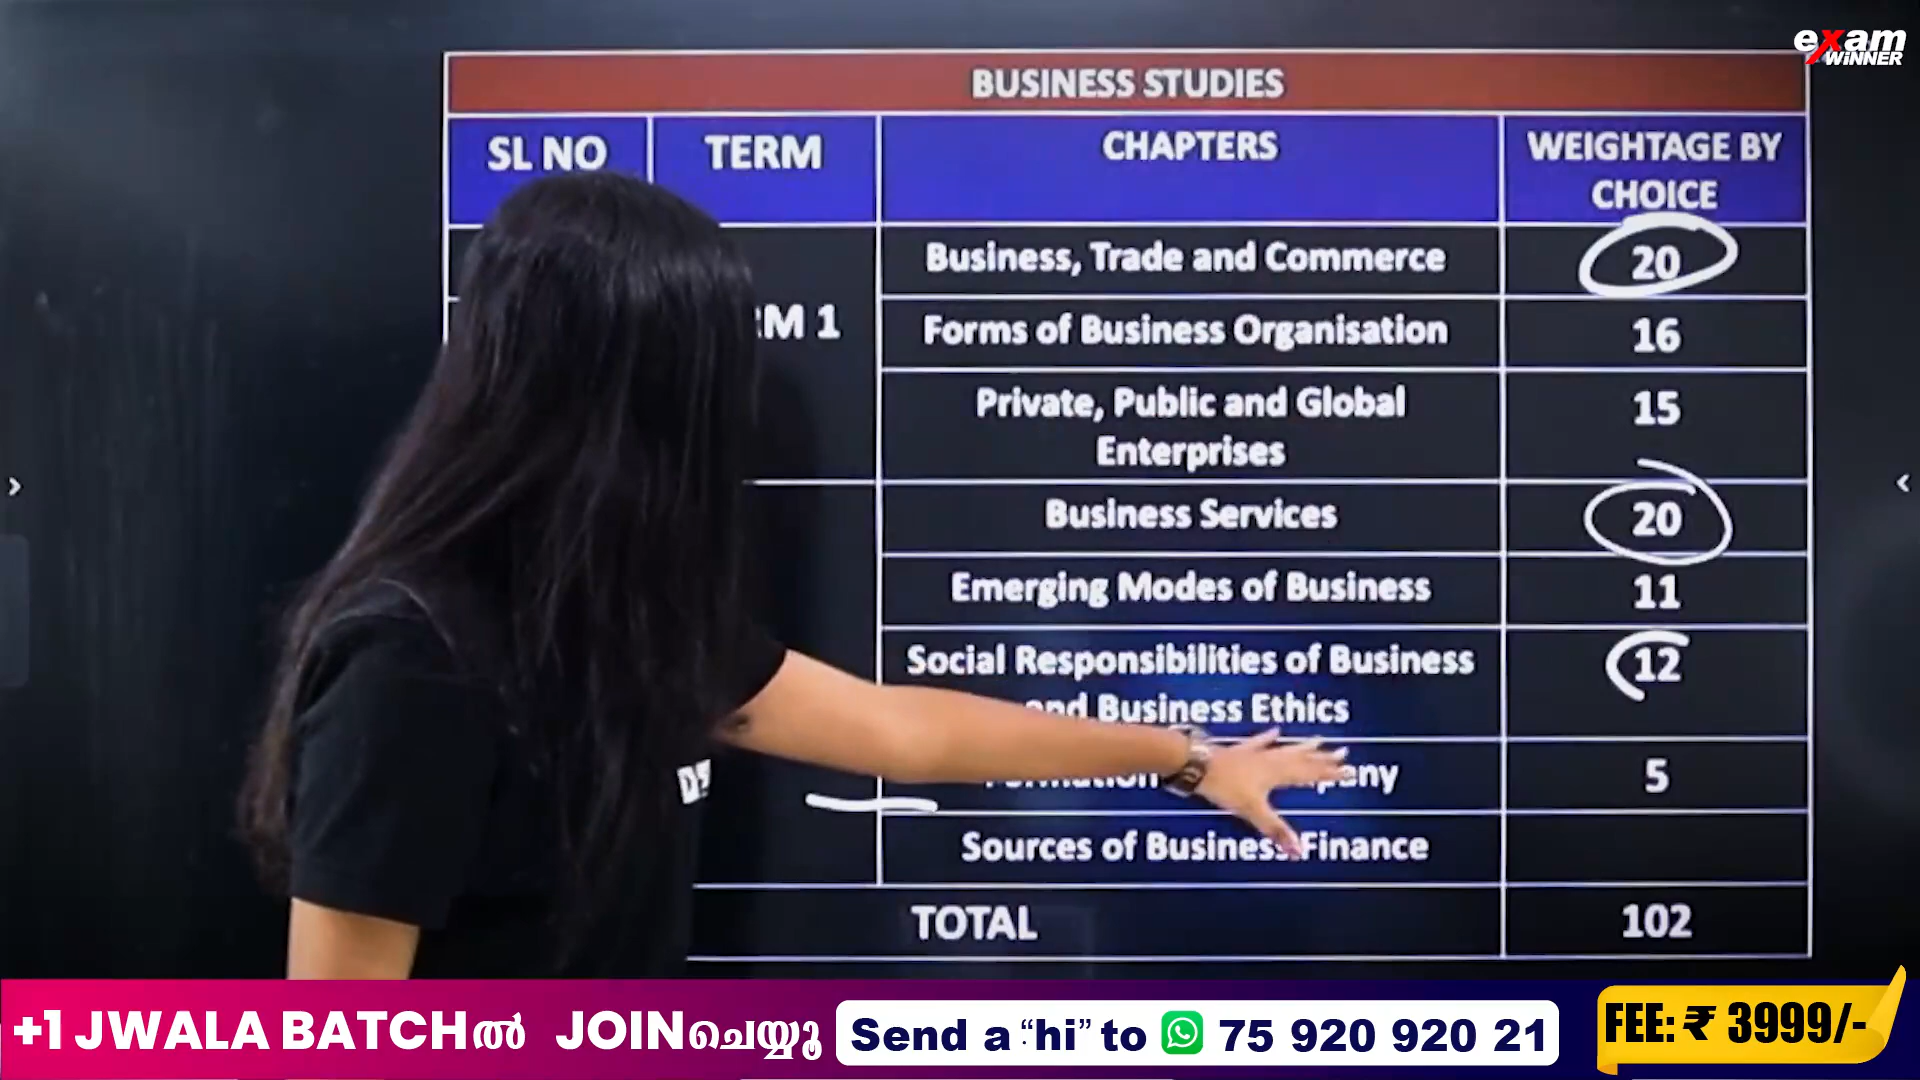 exam
WiNNER
BUSINESS STUDIES
SL NO TERM CHAPTERS WEIGHTAGE BY
CHOICE
Business, Trade and Commerce 20
Forms of Business Organisation 16
1
Private, Public and Global
Enterprises 15
Business Services 20
Emerging Modes of Business 11
Social Responsibilities of Business
Business Ethics 12
5
Sources of Business Finance
TOTAL 102
+1 JWALA BATCHൽ JOINചെയ്യൂ
Send a “hi” to 75 920 920 21
FEE: ₹ 3999/-